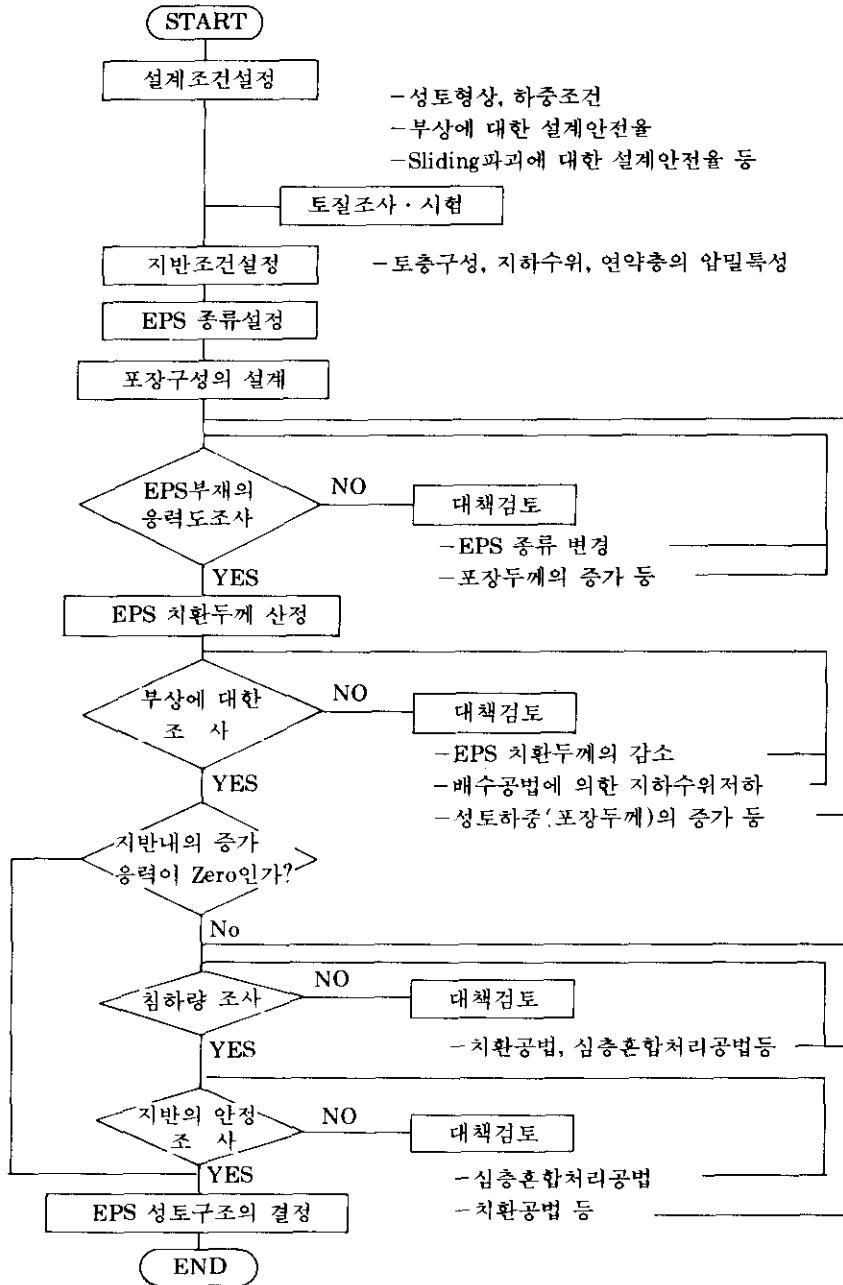 START
설계조건설정
-성토형상, 하중조건
-부상에 대한 설계안전율
-Sliding파괴에 대한 설계안전율 등
토질조사·시험
지반조건설정
-토층구성, 지하수위, 연약층의 압밀특성
EPS 종류설정
포장구성의 설계
EPS부재의
응력도조사
NO
대책검토
-EPS 종류 변경
-포장두께의 증가 등
YES
EPS 치환두께 산정
부상에 대한
조 사
NO
대책검토
-EPS 치환두께의 감소
-배수공법에 의한 지하수위저하
-성토하중(포장두께)의 증가 등
YES
지반내의 증가
응력이 Zero인가?
No
침하량 조사
NO
대책검토
-치환공법, 심층혼합처리공법등
YES
지반의 안정
조 사
NO
대책검토
-심층혼합처리공법
-치환공법 등
YES
EPS 성토구조의 결정
END